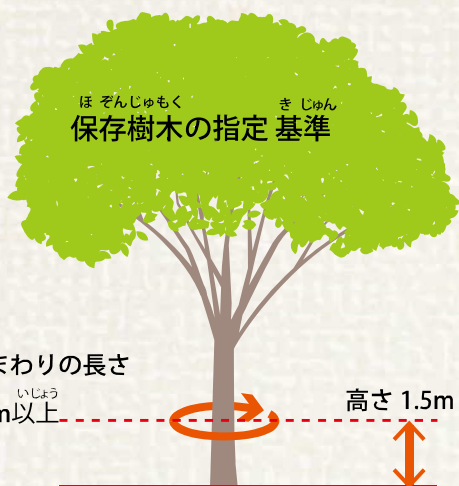 ほ ぞんじゅもく き じゅん
保存樹木の指定 基準
まわりの長さ
いじょう
m以上
高さ 1.5m